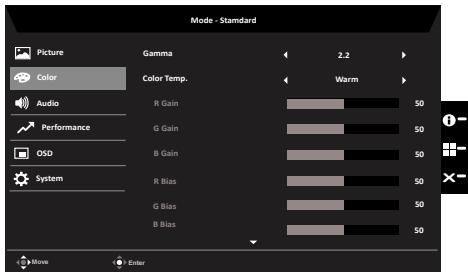 Mode - Standard
Picture
Gamma 2.2
Color
Color Temp. Warm
Audio
R Gain 50
Performance
G Gain 50
OSD
B Gain 50
System
R Bias 50
G Bias 50
B Bias 50
Move Enter